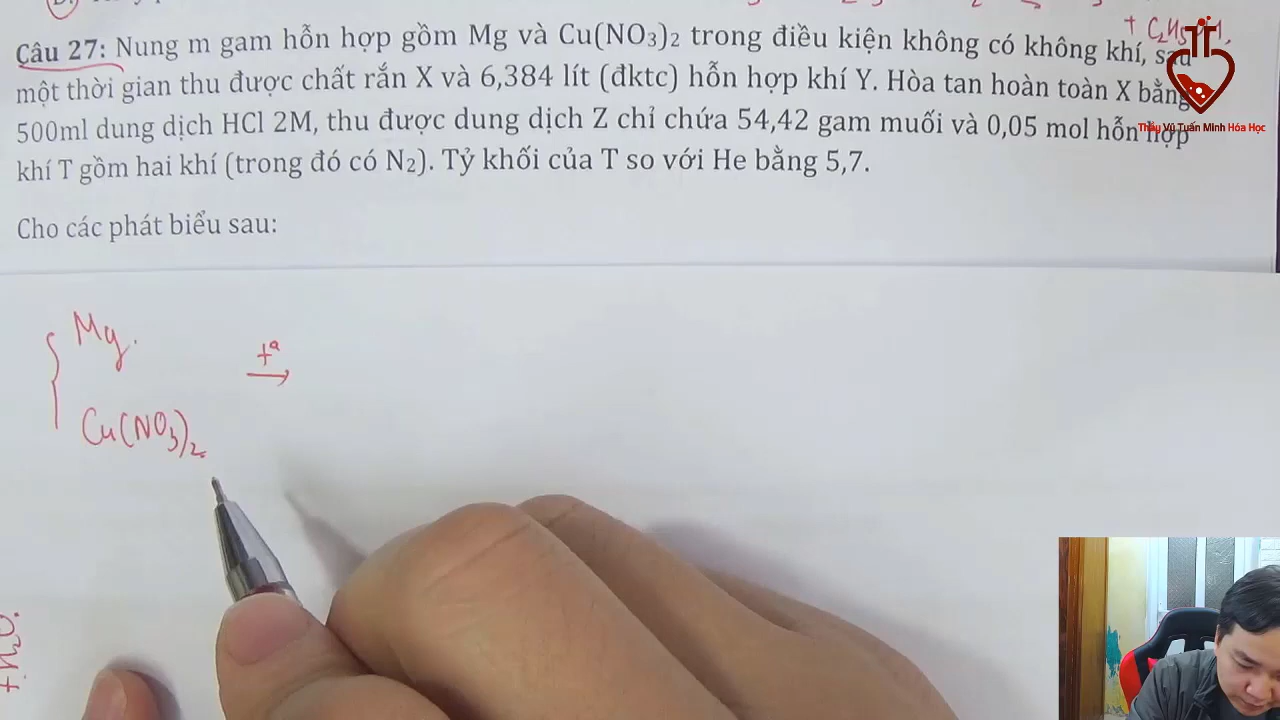 + C₂H₅OH.
Câu 27: Nung m gam hỗn hợp gồm Mg và Cu(NO₃)₂ trong điều kiện không có không khí, sau
một thời gian thu được chất rắn X và 6,384 lít (đktc) hỗn hợp khí Y. Hòa tan hoàn toàn X bằng
500ml dung dịch HCl 2M, thu được dung dịch Z chỉ chứa 54,42 gam muối và 0,05 mol hỗn hợp
Thầy Vũ Tuấn Minh Hóa Học
khí T gồm hai khí (trong đó có N₂). Tỷ khối của T so với He bằng 5,7.
Cho các phát biểu sau:
Mg.
t°
Cu(NO₃)₂.
+ H₂O.